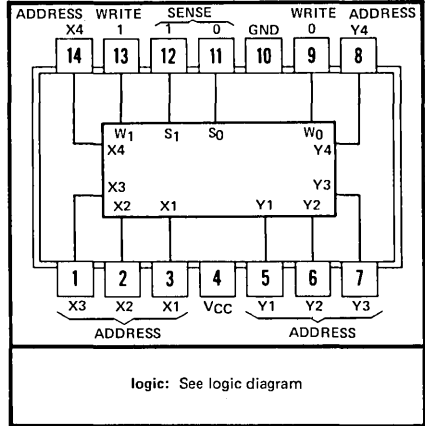 ADDRESS WRITE SENSE WRITE ADDRESS
X4 1 1 0 GND 0 Y4
14 13 12 11 10 9 8
W1 S1 S0 W0
X4 Y4
X3 Y3
X2 X1 Y1 Y2
1 2 3 4 5 6 7
X3 X2 X1 VCC Y1 Y2 Y3
ADDRESS ADDRESS
logic: See logic diagram